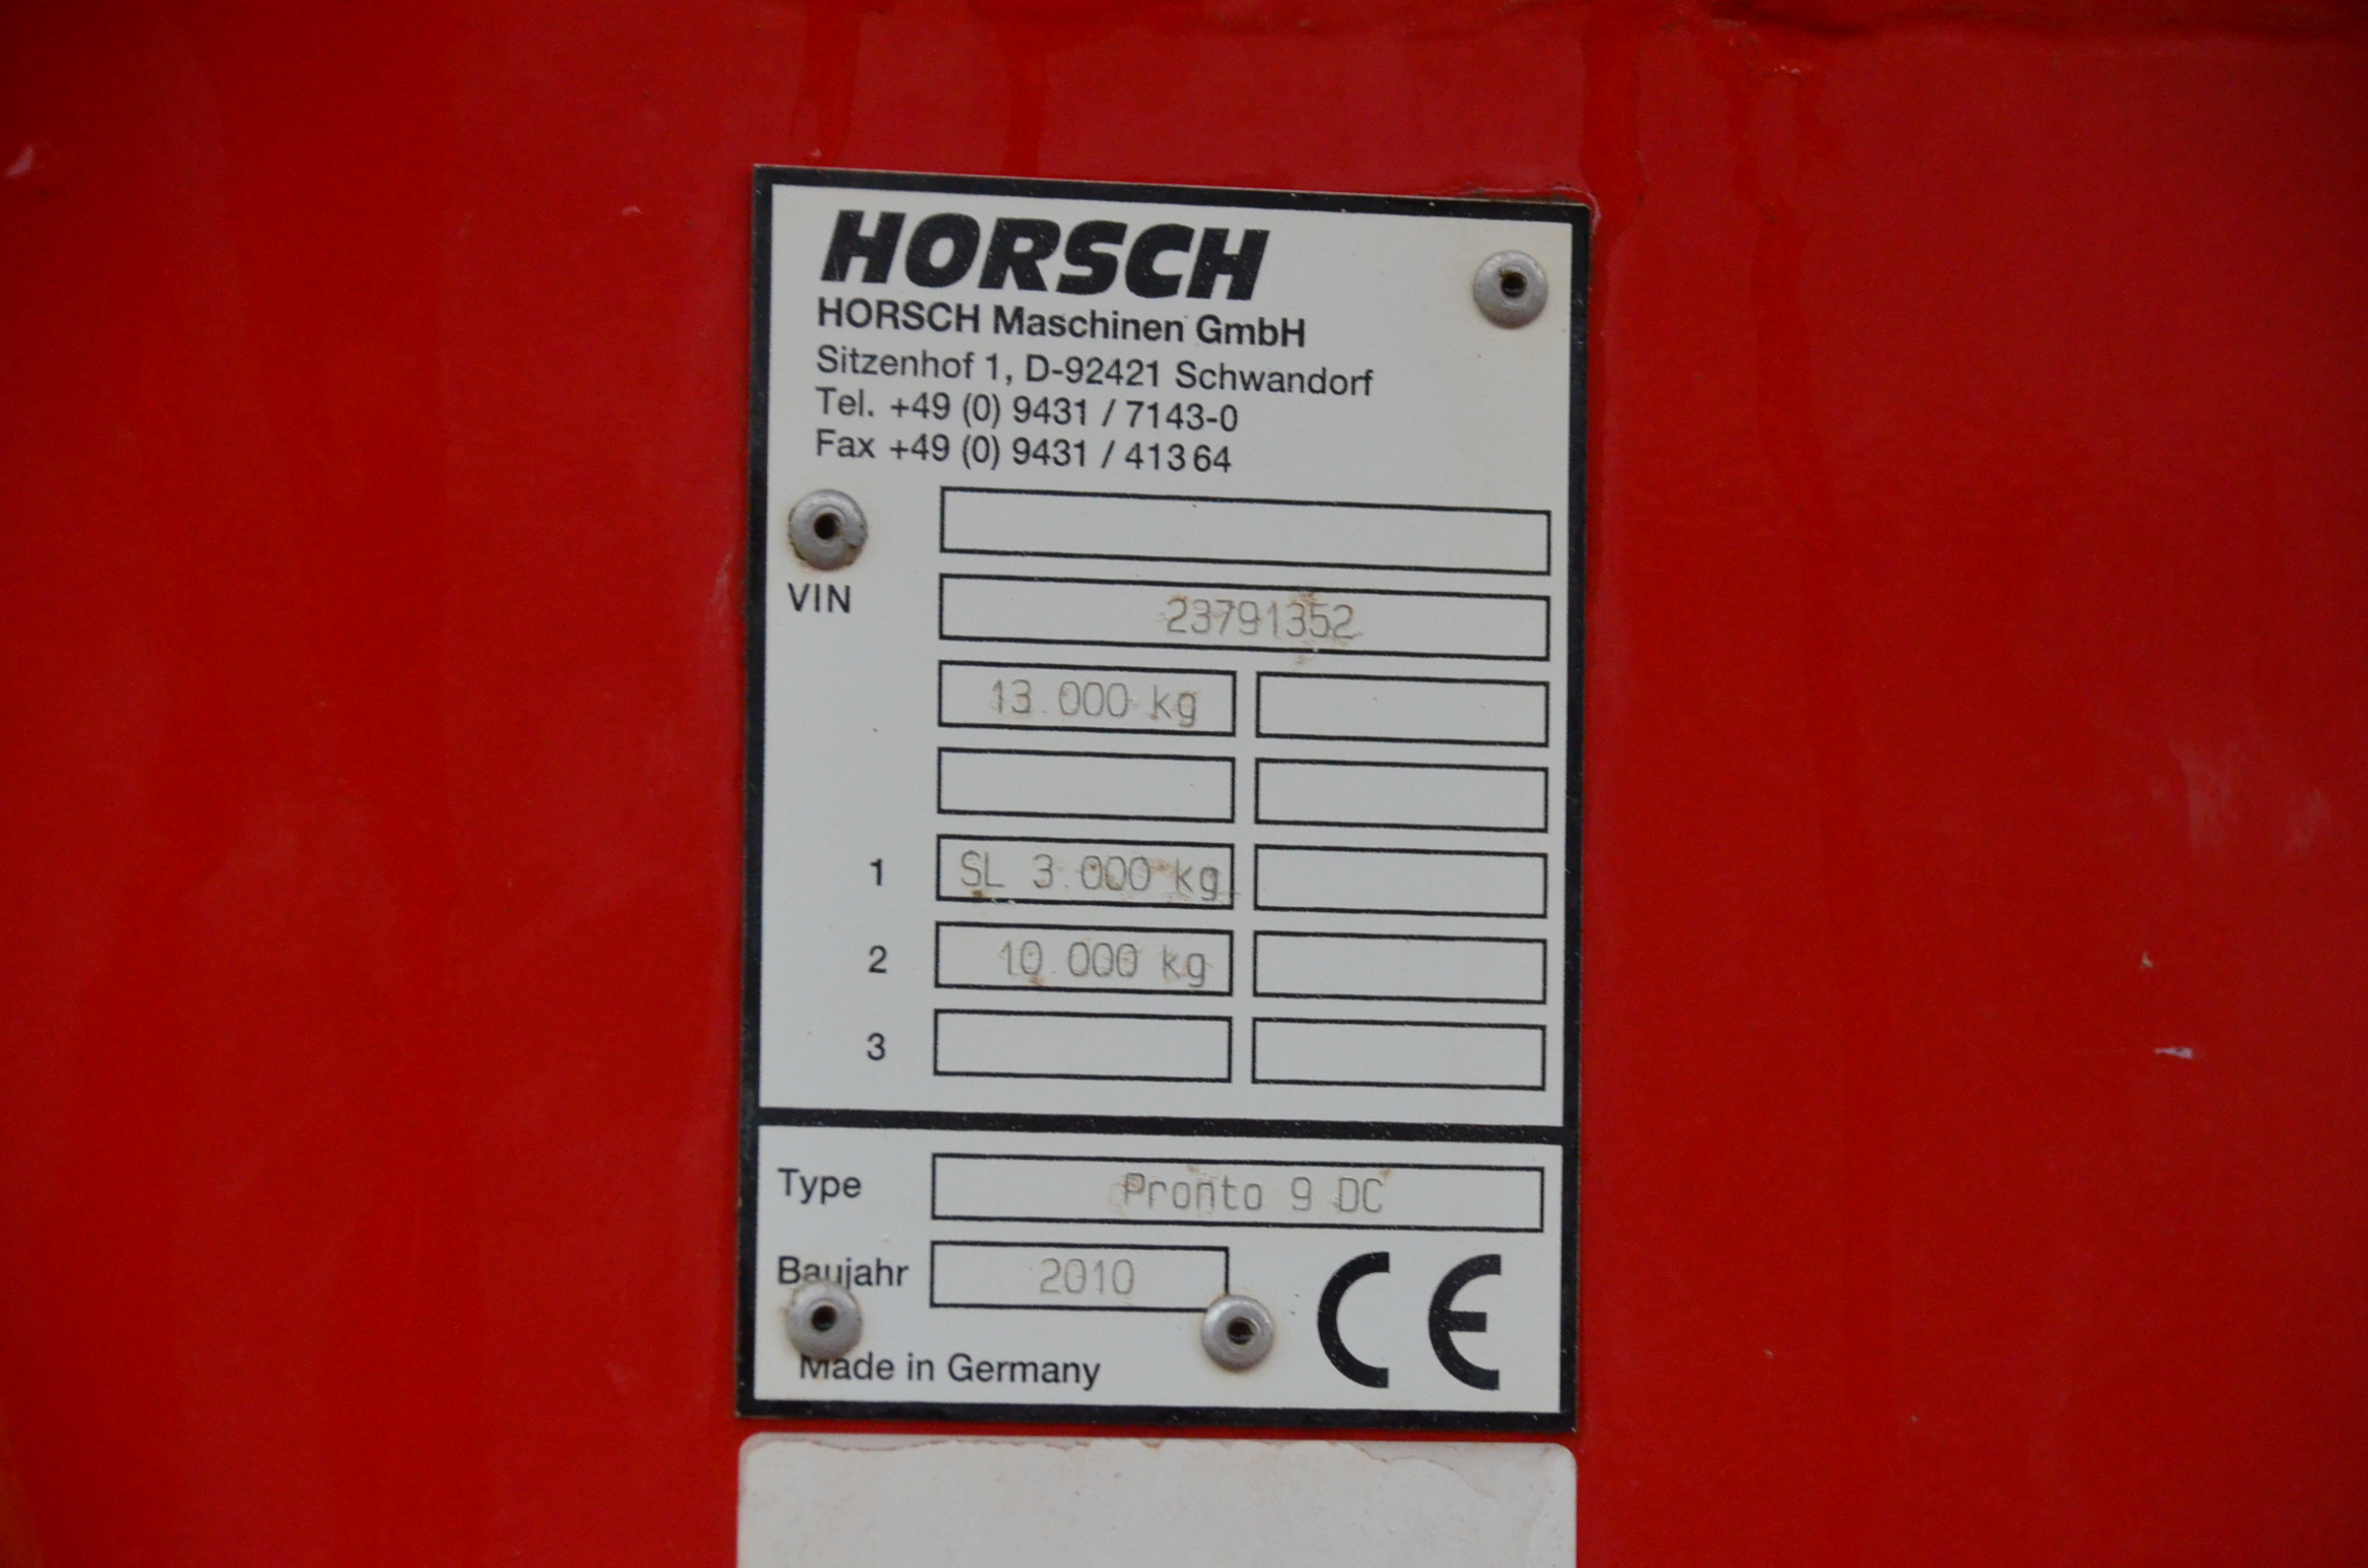 HORSCH
HORSCH Maschinen GmbH
Sitzenhof 1, D-92421 Schwandorf
Tel. +49 (0) 9431 / 7143-0
Fax +49 (0) 9431 / 41364
VIN 23791352
13.000 kg
1 SL 3.000 kg
2 10.000 kg
3
Type Pronto 9 DC
Baujahr 2010
Made in Germany CE